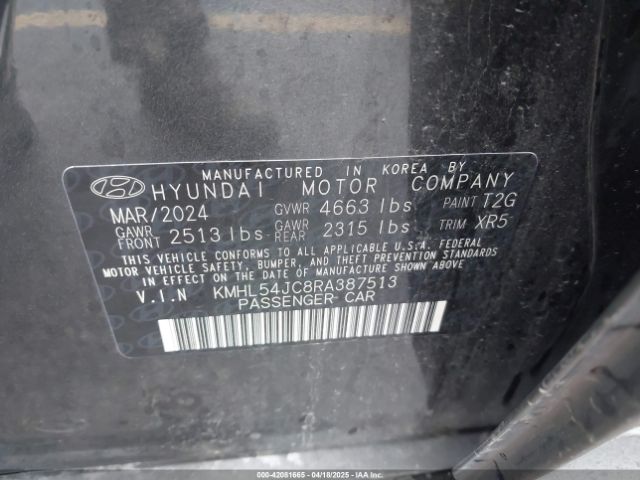 MANUFACTURED IN KOREA BY
HYUNDAI MOTOR COMPANY
MAR/2024 GVWR 4663 lbs PAINT T2G
GAWR FRONT 2513 lbs GAWR REAR 2315 lbs TRIM XR5
THIS VEHICLE CONFORMS TO ALL APPLICABLE U.S.A. FEDERAL
MOTOR VEHICLE SAFETY, BUMPER, AND THEFT PREVENTION STANDARDS
IN EFFECT ON THE DATE OF MANUFACTURE SHOWN ABOVE.
V.I.N KMHL54JC8RA387513
PASSENGER CAR
000-42081665 - 04/18/2025 - COPART, INC.